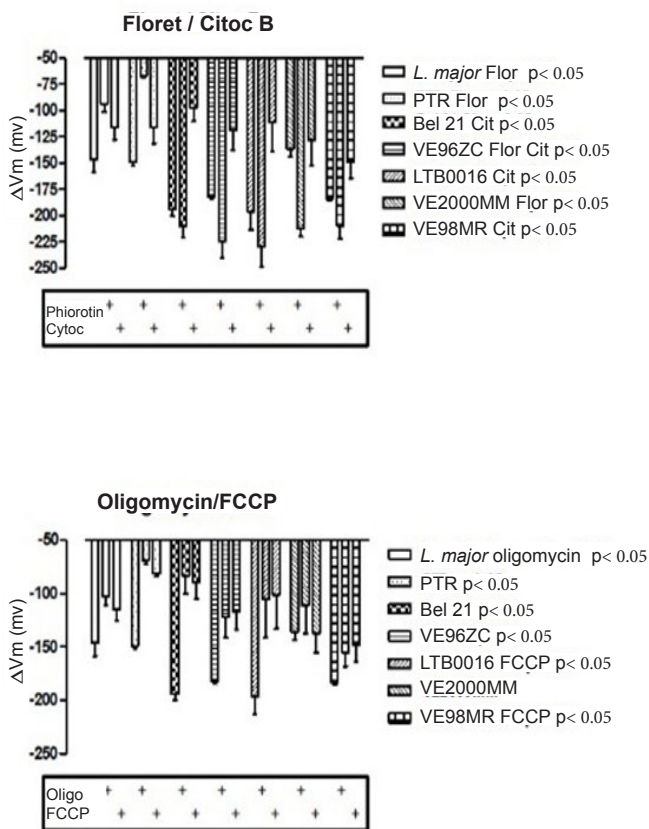 Floret / Citoc B
-50
-75
-100
-125
-150
-175
-200
-225
-250
ΔVm (mv)
L. major Flor p< 0.05
PTR Flor p< 0.05
Bel 21 Cit p< 0.05
VE96ZC Flor Cit p< 0.05
LTB0016 Cit p< 0.05
VE2000MM Flor p< 0.05
VE98MR Cit p< 0.05
Phiorotin + + + + + + +
Cytoc + + + + + + +
Oligomycin/FCCP
-50
-100
-150
-200
-250
ΔVm (mv)
L. major oligomycin p< 0.05
PTR p< 0.05
Bel 21 p< 0.05
VE96ZC p< 0.05
LTB0016 FCCP p< 0.05
VE2000MM
VE98MR FCCP p< 0.05
Oligo + + + + + + +
FCCP + + + + + + +